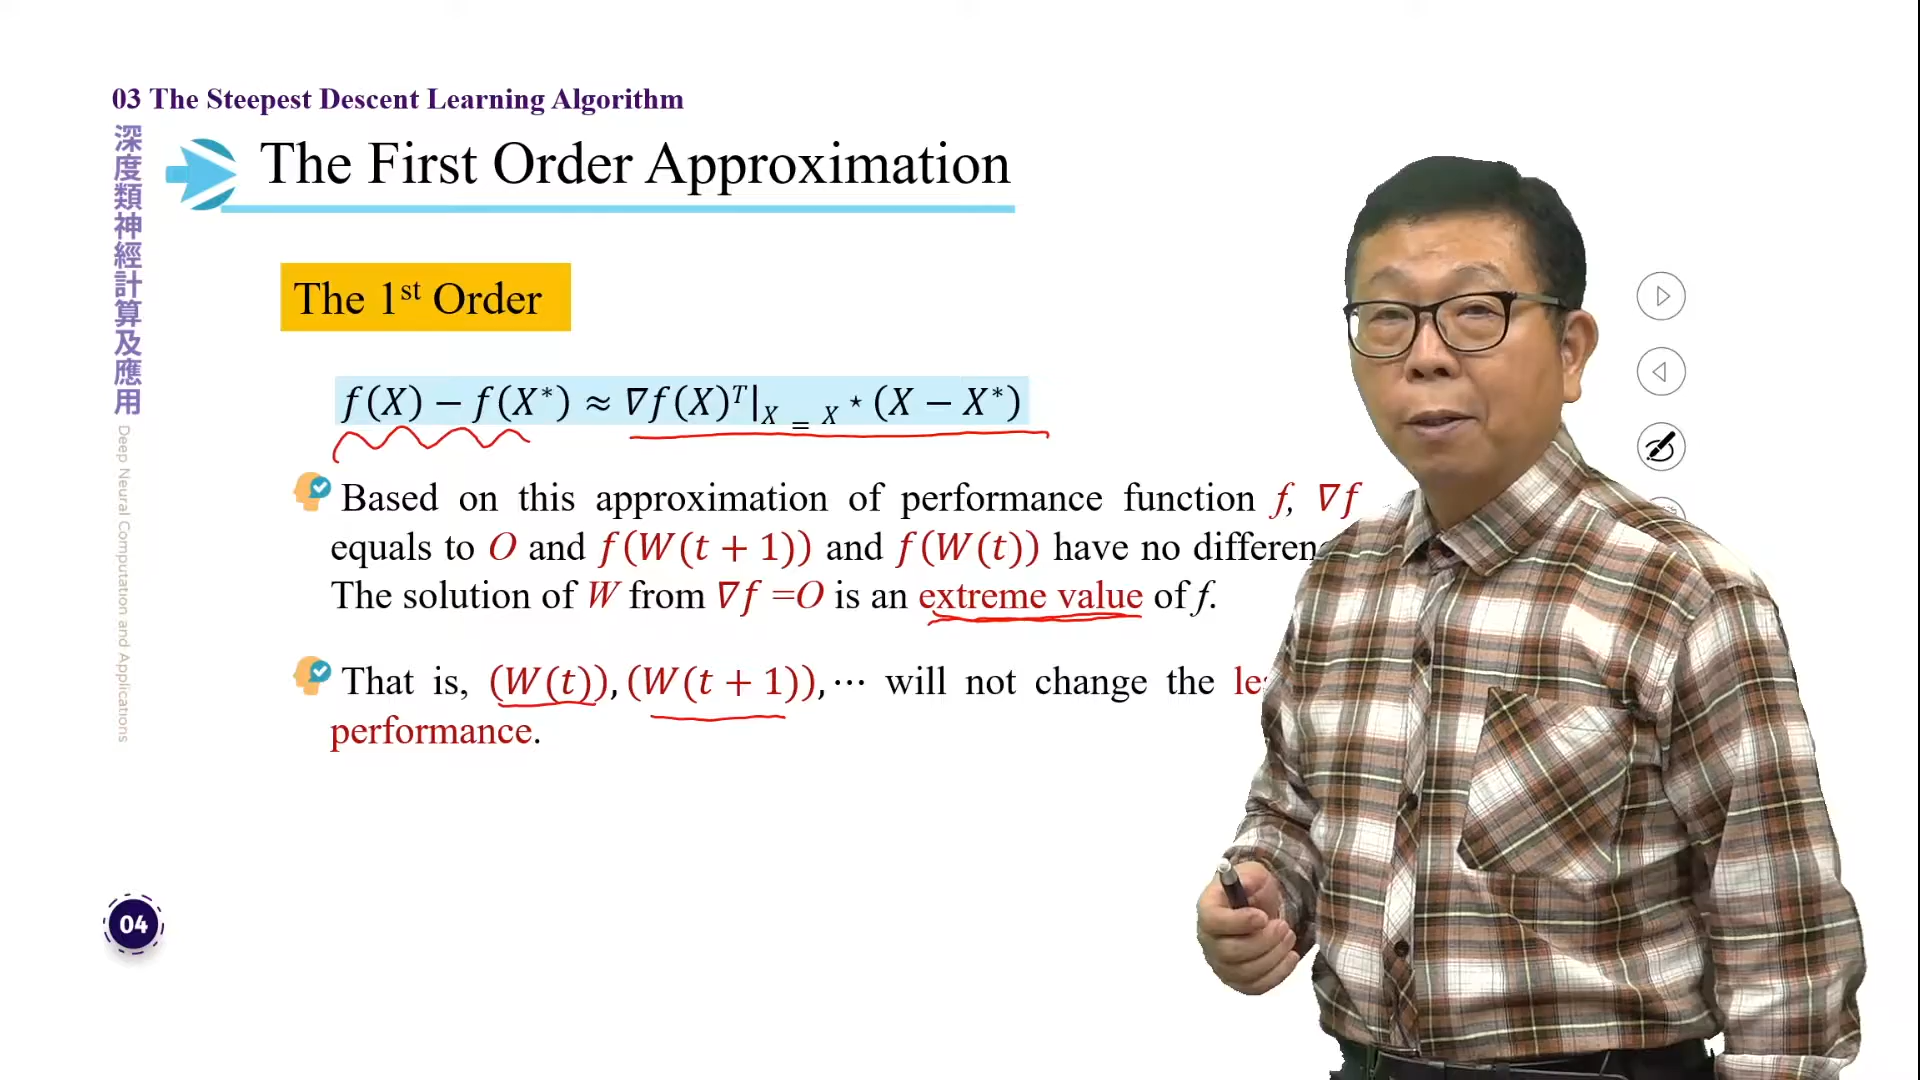 03 The Steepest Descent Learning Algorithm
深度類神經計算及應用
Deep Neural Computation and Applications
The First Order Approximation
The 1st Order
f(X) − f(X*) ≈ ∇f(X)ᵀ|X = X⋆ (X − X*)
Based on this approximation of performance function f, ∇f
equals to O and f(W(t + 1)) and f(W(t)) have no
The solution of W from ∇f =O is an extreme value of f.
That is, (W(t)), (W(t + 1)), ⋯ will not change the
performance.
04